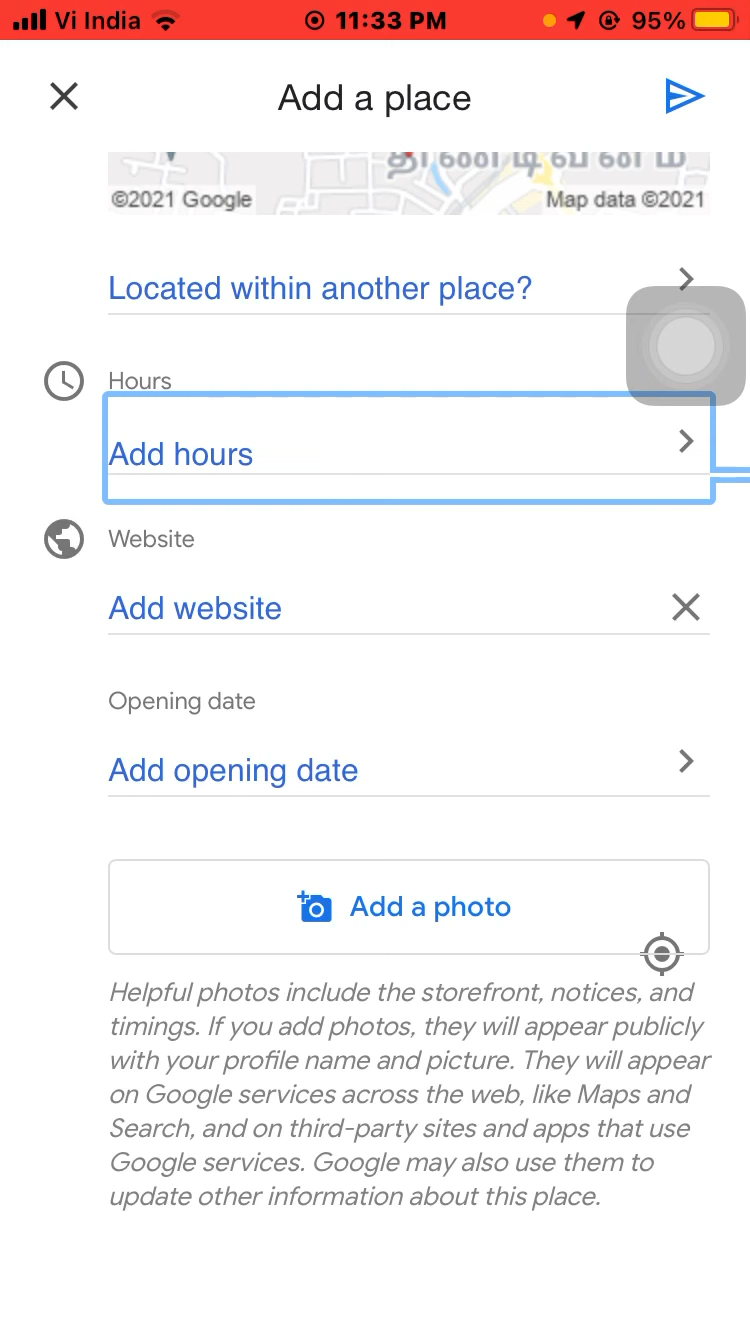 Vi India 11:33 PM 95%
Add a place
©2021 Google Map data ©2021
Located within another place?
Hours
Add hours
Website
Add website
Opening date
Add opening date
Add a photo
Helpful photos include the storefront, notices, and
timings. If you add photos, they will appear publicly
with your profile name and picture. They will appear
on Google services across the web, like Maps and
Search, and on third-party sites and apps that use
Google services. Google may also use them to
update other information about this place.